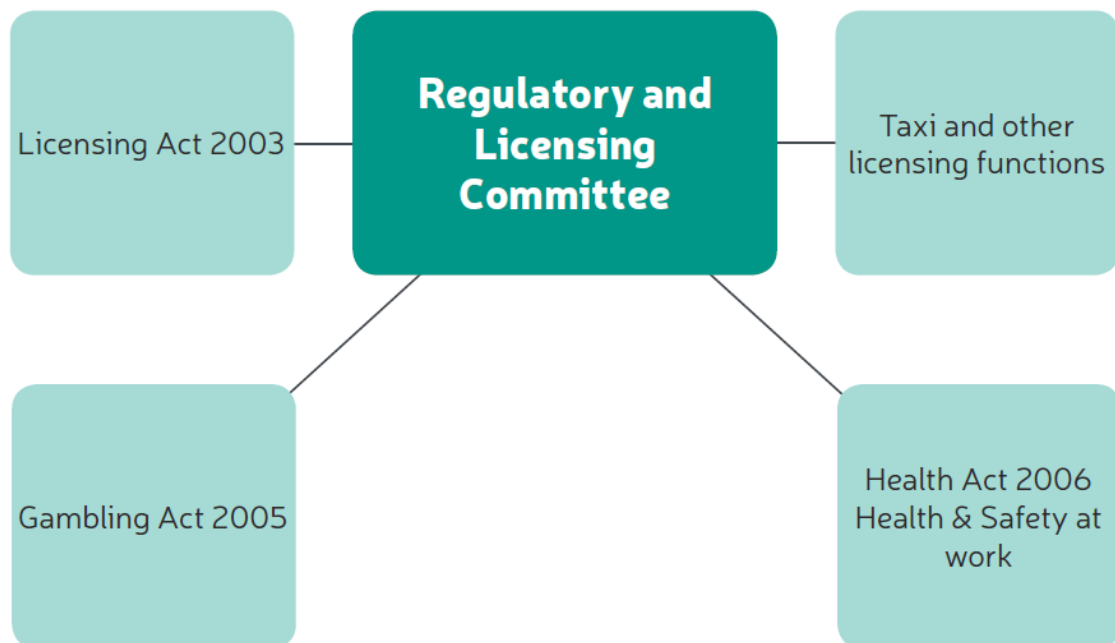 Licensing Act 2003
Regulatory and
Licensing
Committee
Taxi and other
licensing functions
Gambling Act 2005
Health Act 2006
Health & Safety at
work